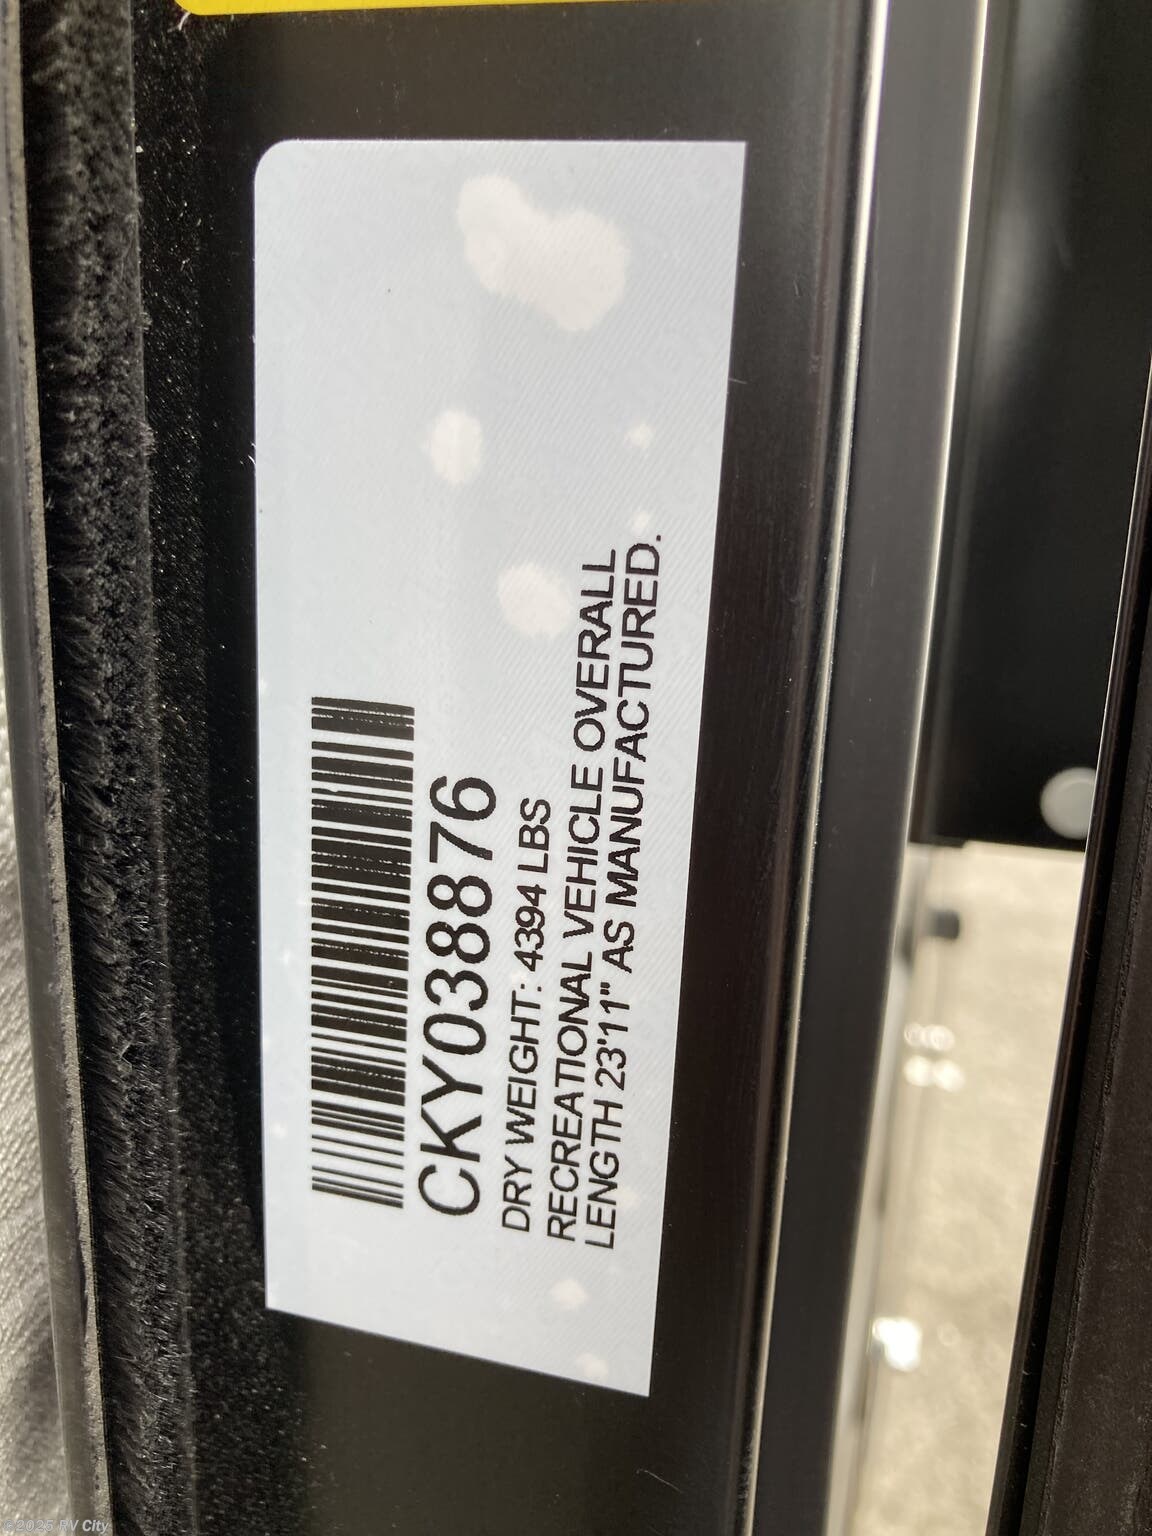 CKY038876
DRY WEIGHT: 4394 LBS
RECREATIONAL VEHICLE OVERALL
LENGTH 23'11" AS MANUFACTURED.
©2025 RV City